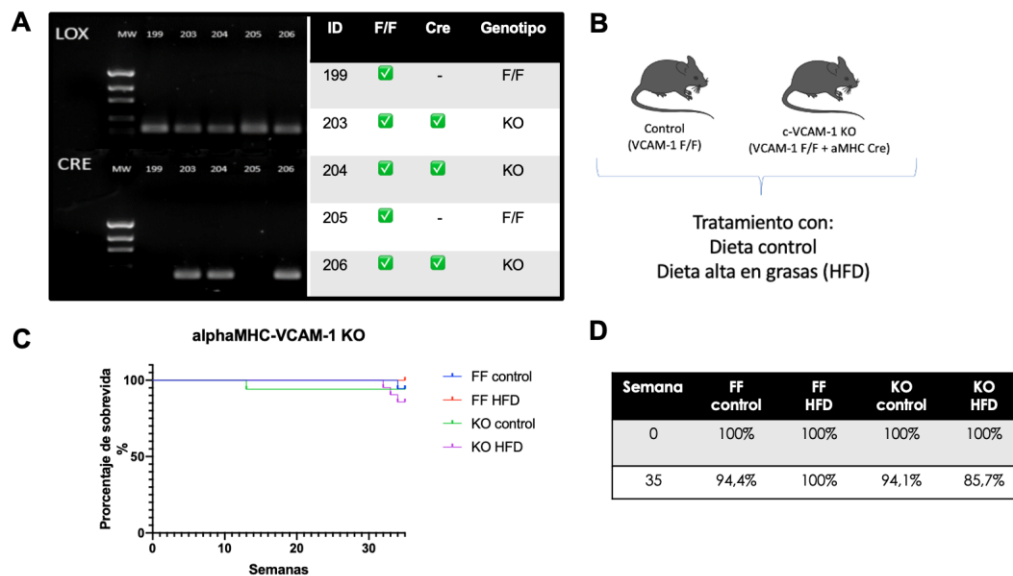 A
LOX
MW 199 203 204 205 206
CRE
MW 199 203 204 205 206
ID F/F Cre Genotipo
199 ✅ - F/F
203 ✅ ✅ KO
204 ✅ ✅ KO
205 ✅ - F/F
206 ✅ ✅ KO
B
Control
(VCAM-1 F/F)
c-VCAM-1 KO
(VCAM-1 F/F + aMHC Cre)
Tratamiento con:
Dieta control
Dieta alta en grasas (HFD)
C
alphaMHC-VCAM-1 KO
Prorcentaje de sobrevida
%
100
50
0
0 10 20 30
Semanas
FF control
FF HFD
KO control
KO HFD
D
Semana FF control FF HFD KO control KO HFD
0 100% 100% 100% 100%
35 94,4% 100% 94,1% 85,7%